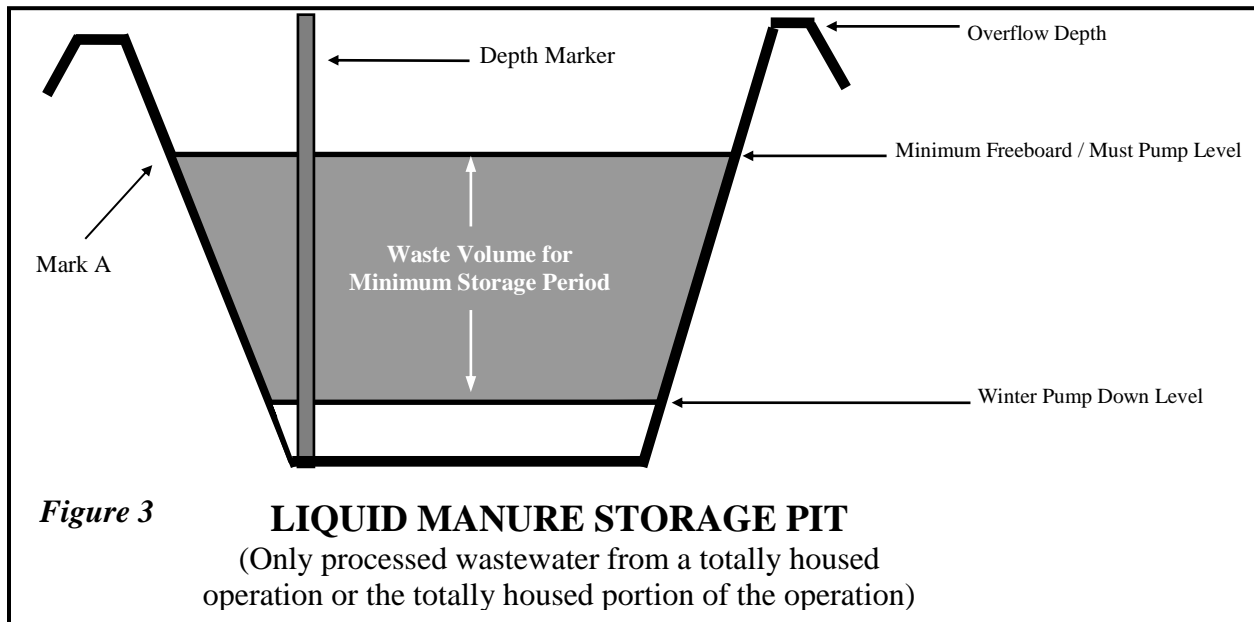 Overflow Depth
Depth Marker
Minimum Freeboard / Must Pump Level
Mark A
Waste Volume for
Minimum Storage Period
Winter Pump Down Level
Figure 3
LIQUID MANURE STORAGE PIT
(Only processed wastewater from a totally housed
operation or the totally housed portion of the operation)